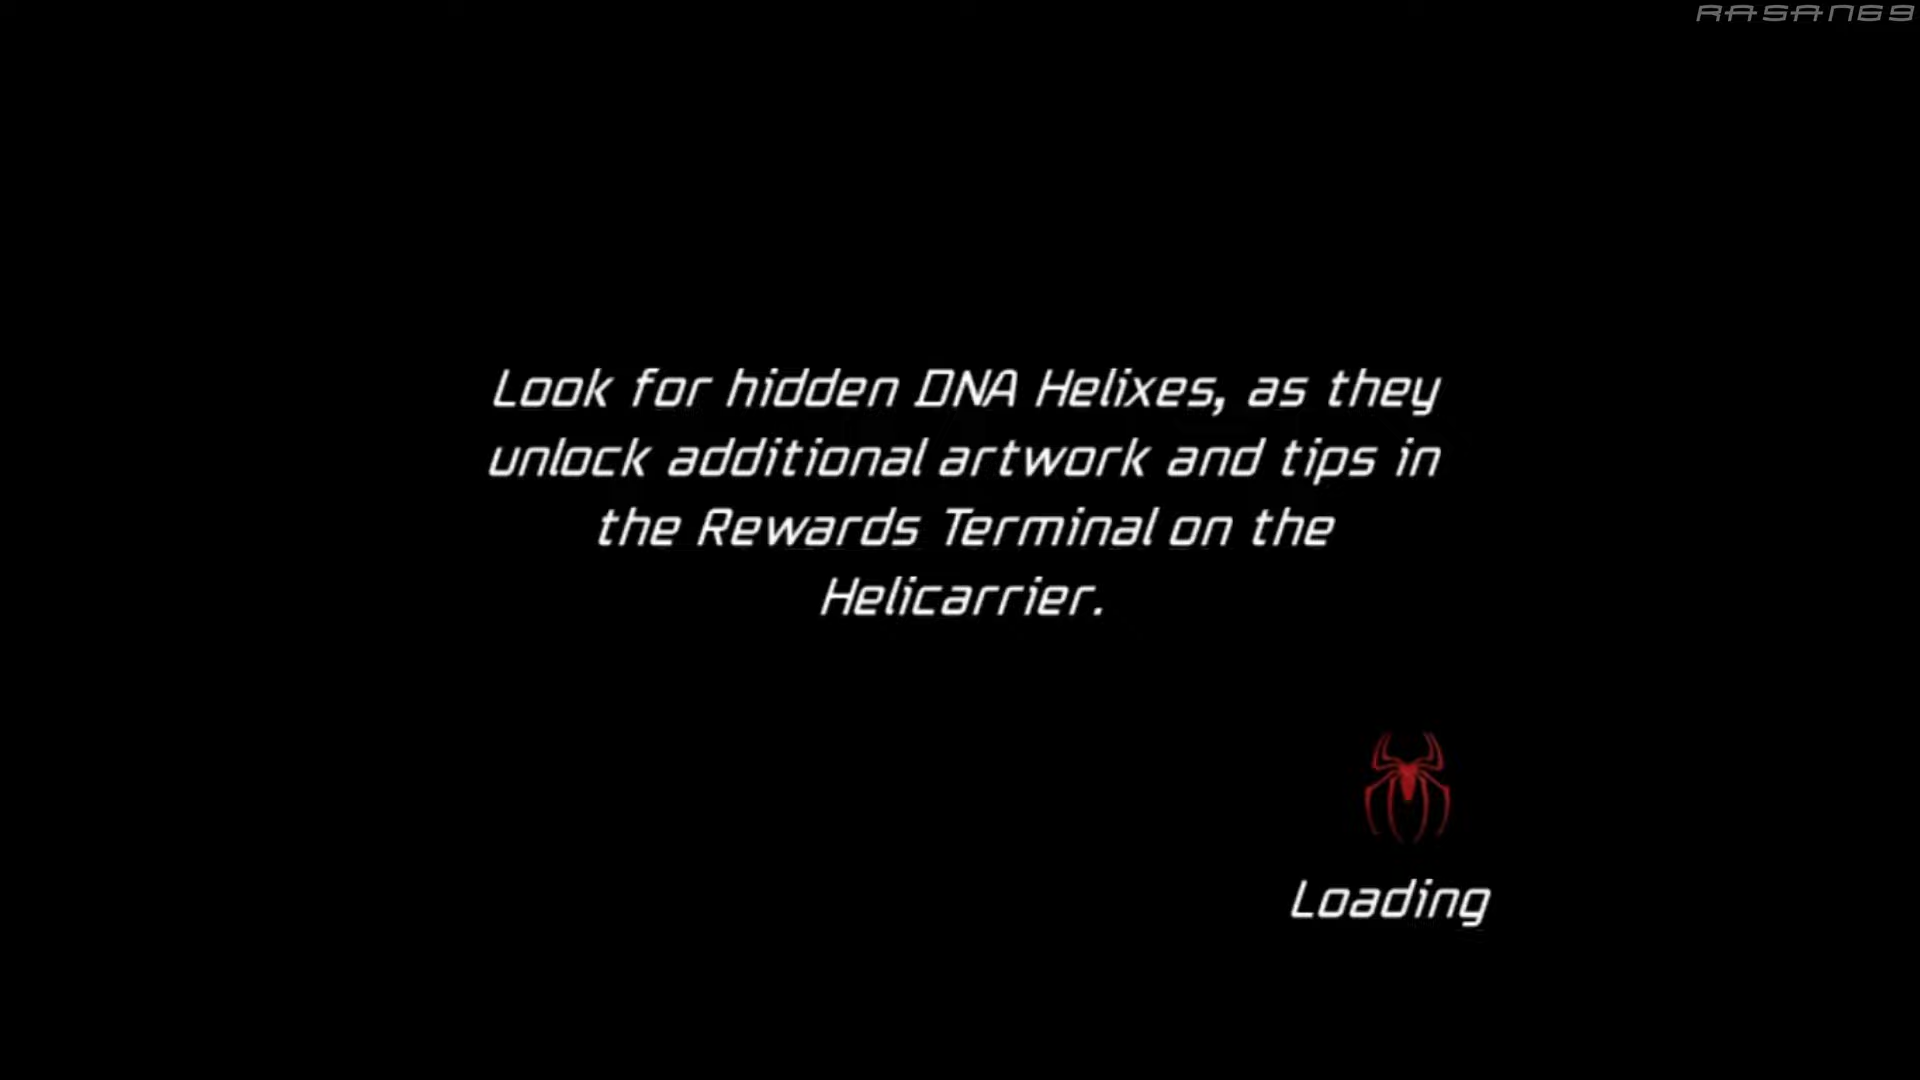 RASAN69
Look for hidden DNA Helixes, as they
unlock additional artwork and tips in
the Rewards Terminal on the
Helicarrier.
Loading